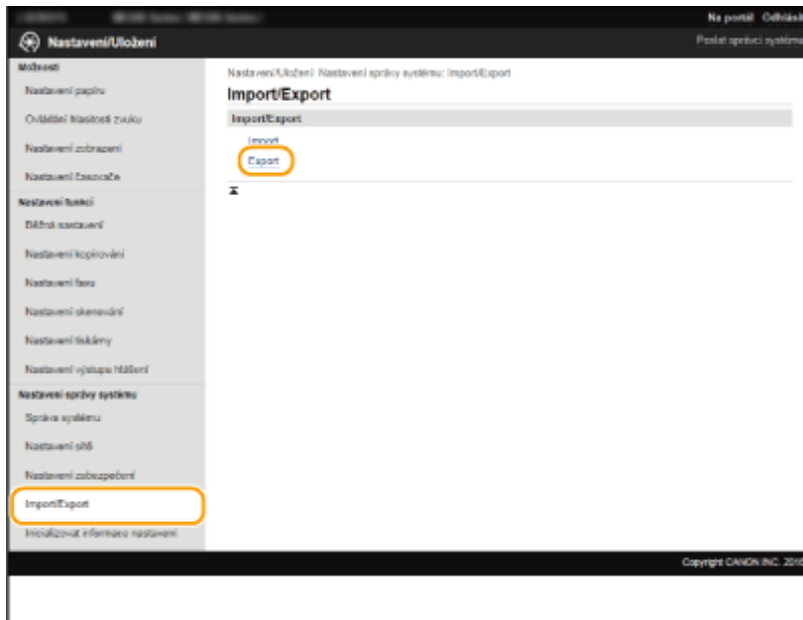 Na portál Odhlásit
Nastavení/Uložení
Poslat správci systému
Možnosti
Nastavení papíru
Ovládání hlasitosti zvuku
Nastavení zobrazení
Nastavení časovače
Nastavení funkcí
Běžná nastavení
Nastavení kopírování
Nastavení faxu
Nastavení skenování
Nastavení tiskárny
Nastavení výstupu hlášení
Nastavení správy systému
Správa systému
Nastavení sítě
Nastavení zabezpečení
Import/Export
Inicializovat informace nastavení
Nastavení/Uložení: Nastavení správy systému: Import/Export
Import/Export
Import/Export
Import
Export
Copyright CANON INC.